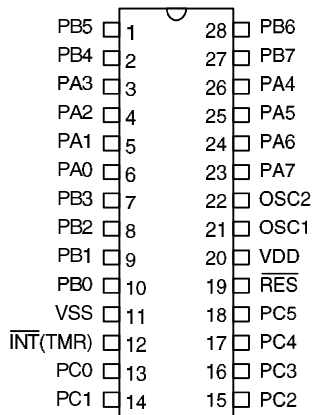 PB5 1 28 PB6
PB4 2 27 PB7
PA3 3 26 PA4
PA2 4 25 PA5
PA1 5 24 PA6
PA0 6 23 PA7
PB3 7 22 OSC2
PB2 8 21 OSC1
PB1 9 20 VDD
PB0 10 19 R̅E̅S̅
VSS 11 18 PC5
I̅N̅T̅(TMR) 12 17 PC4
PC0 13 16 PC3
PC1 14 15 PC2